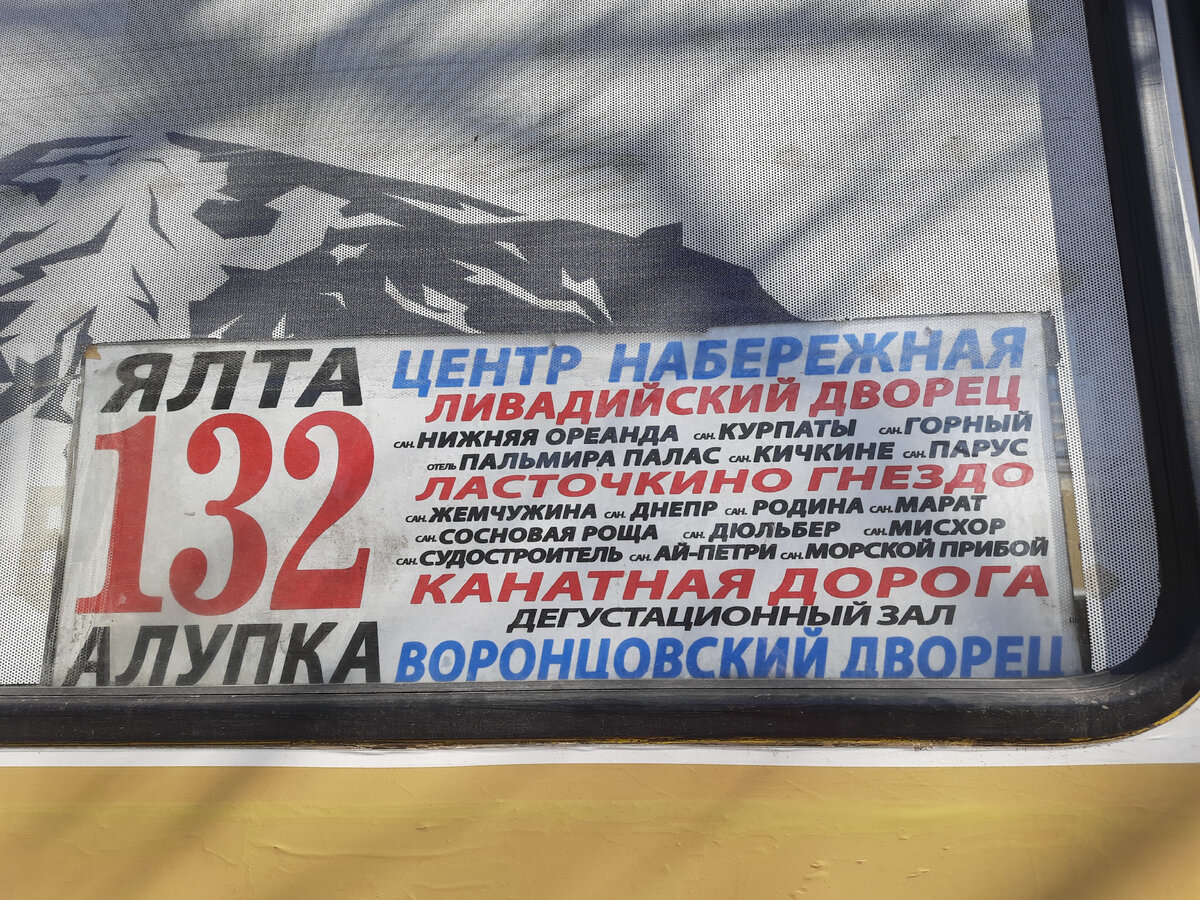 ЯЛТА
132
АЛУПКА
ЦЕНТР НАБЕРЕЖНАЯ
ЛИВАДИЙСКИЙ ДВОРЕЦ
САН. НИЖНЯЯ ОРЕАНДА САН. КУРПАТЫ САН. ГОРНЫЙ
ОТЕЛЬ ПАЛЬМИРА ПАЛАС САН. КИЧКИНЕ САН. ПАРУС
ЛАСТОЧКИНО ГНЕЗДО
САН. ЖЕМЧУЖИНА САН. ДНЕПР САН. РОДИНА САН. МАРАТ
САН. СОСНОВАЯ РОЩА САН. ДЮЛЬБЕР САН. МИСХОР
САН. СУДОСТРОИТЕЛЬ САН. АЙ-ПЕТРИ САН. МОРСКОЙ ПРИБОЙ
КАНАТНАЯ ДОРОГА
ДЕГУСТАЦИОННЫЙ ЗАЛ
ВОРОНЦОВСКИЙ ДВОРЕЦ